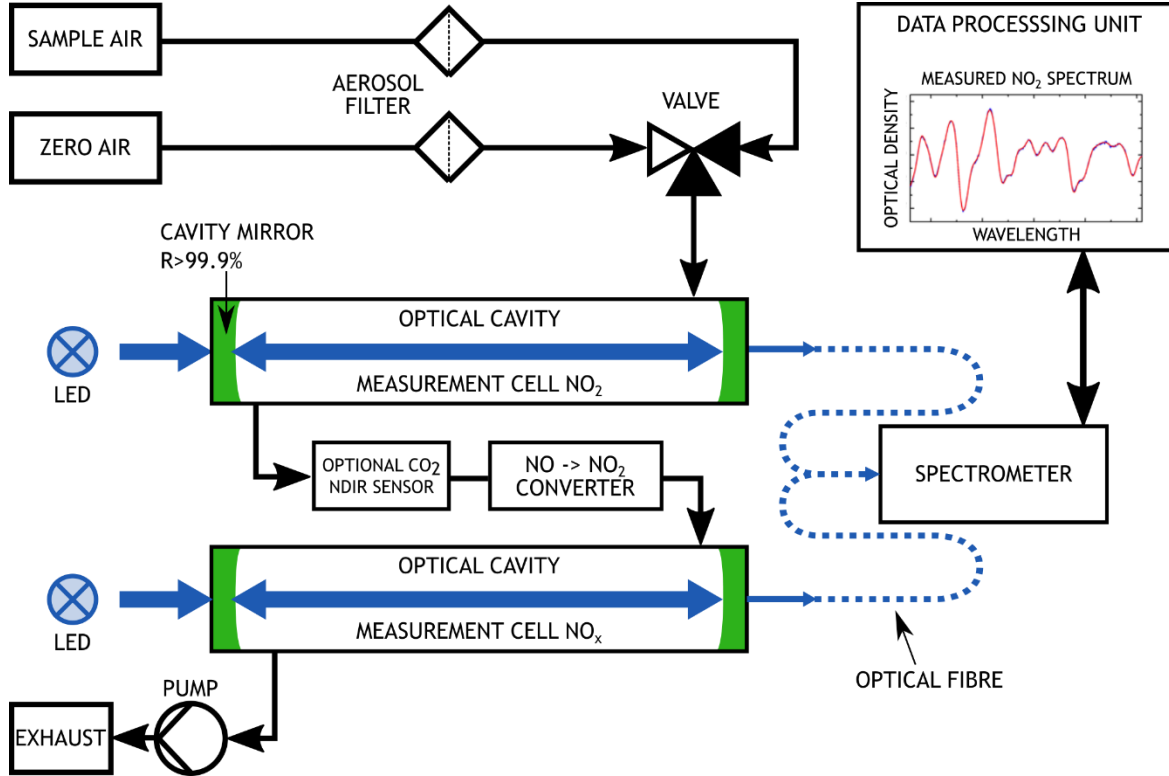 SAMPLE AIR
AEROSOL
FILTER
ZERO AIR
VALVE
DATA PROCESSSING UNIT
MEASURED NO₂ SPECTRUM
OPTICAL DENSITY
WAVELENGTH
CAVITY MIRROR
R>99.9%
LED
OPTICAL CAVITY
MEASUREMENT CELL NO₂
OPTIONAL CO₂
NDIR SENSOR
NO -> NO₂
CONVERTER
SPECTROMETER
LED
OPTICAL CAVITY
MEASUREMENT CELL NOₓ
OPTICAL FIBRE
PUMP
EXHAUST